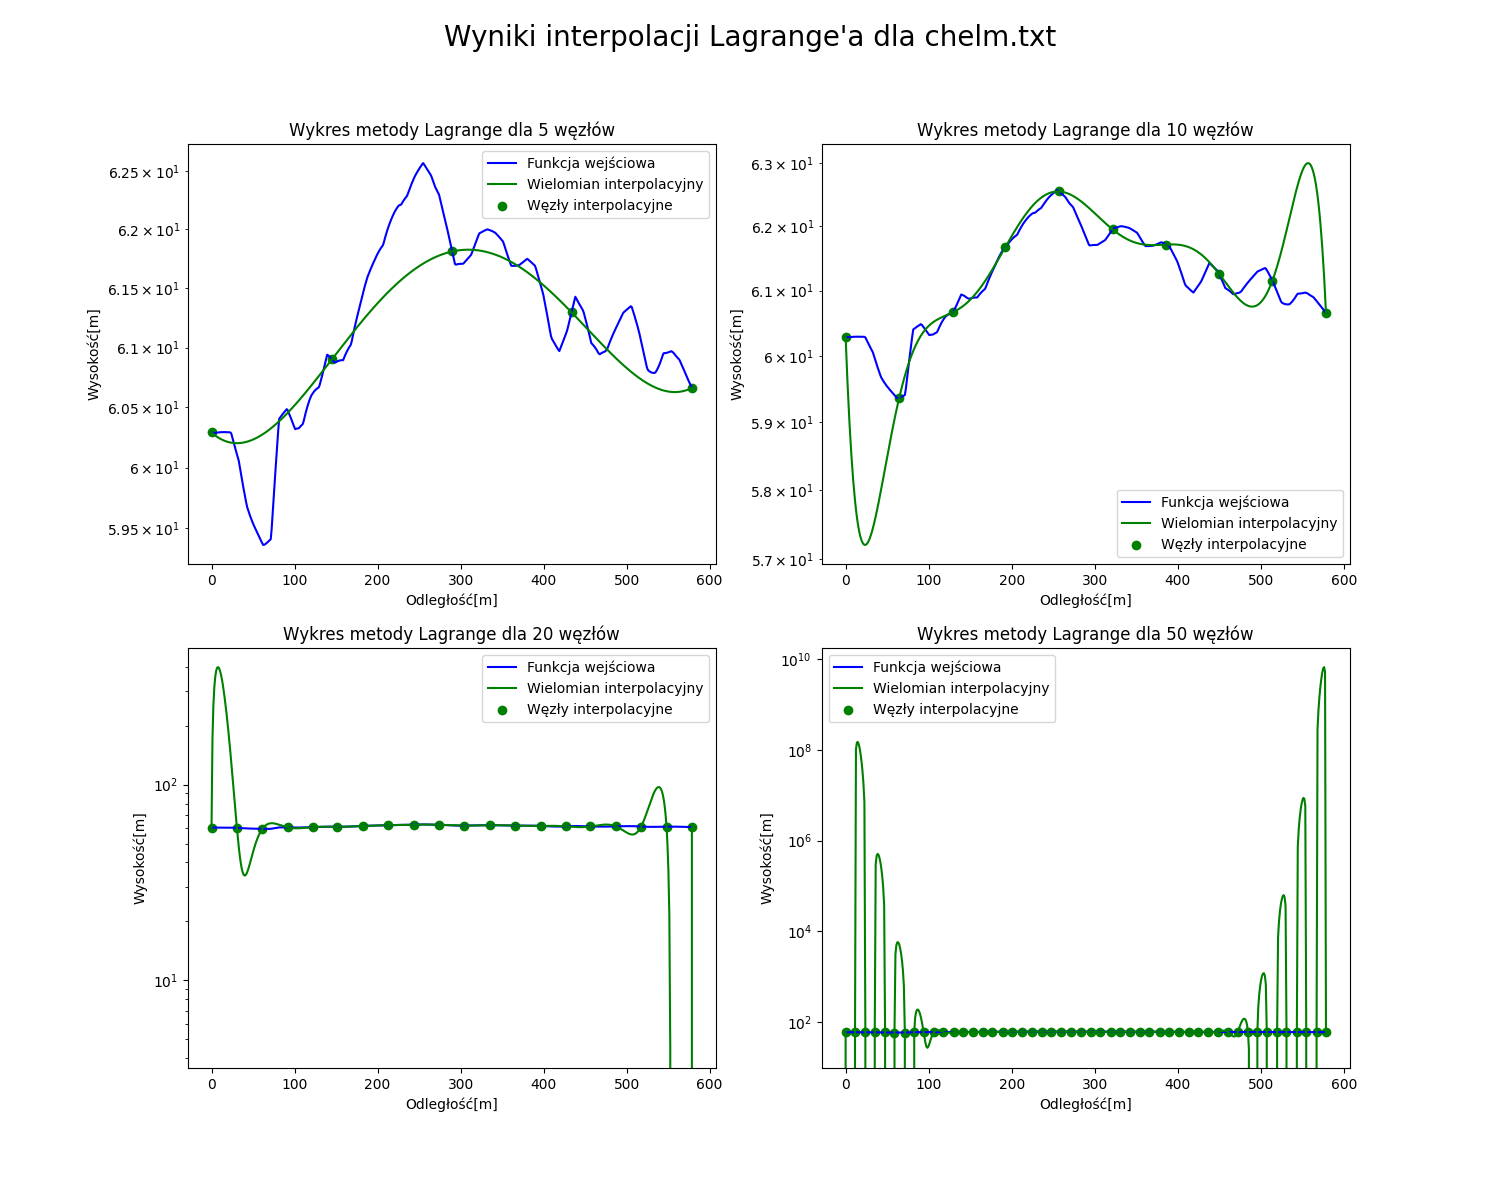 Wyniki interpolacji Lagrange'a dla chelm.txt
Wykres metody Lagrange dla 5 węzłów
6.25 × 10¹
6.2 × 10¹
6.15 × 10¹
6.1 × 10¹
6.05 × 10¹
6 × 10¹
5.95 × 10¹
Wysokość[m]
0 100 200 300 400 500 600
Odległość[m]
Funkcja wejściowa
Wielomian interpolacyjny
Węzły interpolacyjne
Wykres metody Lagrange dla 10 węzłów
6.3 × 10¹
6.2 × 10¹
6.1 × 10¹
6 × 10¹
5.9 × 10¹
5.8 × 10¹
5.7 × 10¹
Wysokość[m]
0 100 200 300 400 500 600
Odległość[m]
Funkcja wejściowa
Wielomian interpolacyjny
Węzły interpolacyjne
Wykres metody Lagrange dla 20 węzłów
10²
10¹
Wysokość[m]
0 100 200 300 400 500 600
Odległość[m]
Funkcja wejściowa
Wielomian interpolacyjny
Węzły interpolacyjne
Wykres metody Lagrange dla 50 węzłów
10¹⁰
10⁸
10⁶
10⁴
10²
Wysokość[m]
0 100 200 300 400 500 600
Odległość[m]
Funkcja wejściowa
Wielomian interpolacyjny
Węzły interpolacyjne